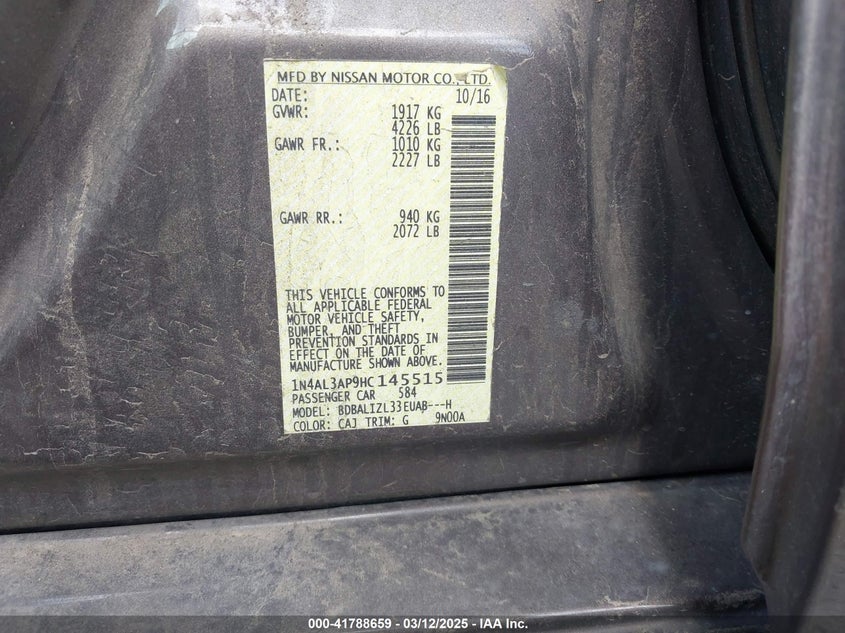 MFD BY NISSAN MOTOR CO., LTD.
DATE: 10/16
GVWR: 1917 KG
4226 LB
GAWR FR.: 1010 KG
2227 LB
GAWR RR.: 940 KG
2072 LB
THIS VEHICLE CONFORMS TO
ALL APPLICABLE FEDERAL
MOTOR VEHICLE SAFETY,
BUMPER, AND THEFT
PREVENTION STANDARDS IN
EFFECT ON THE DATE OF
MANUFACTURE SHOWN ABOVE.
1N4AL3AP9HC145515
PASSENGER CAR 584
MODEL: BDBALIZL33EUAB---H
COLOR: CAJ TRIM: G 9N00A
000-41788659 - 03/12/2025 - IAA